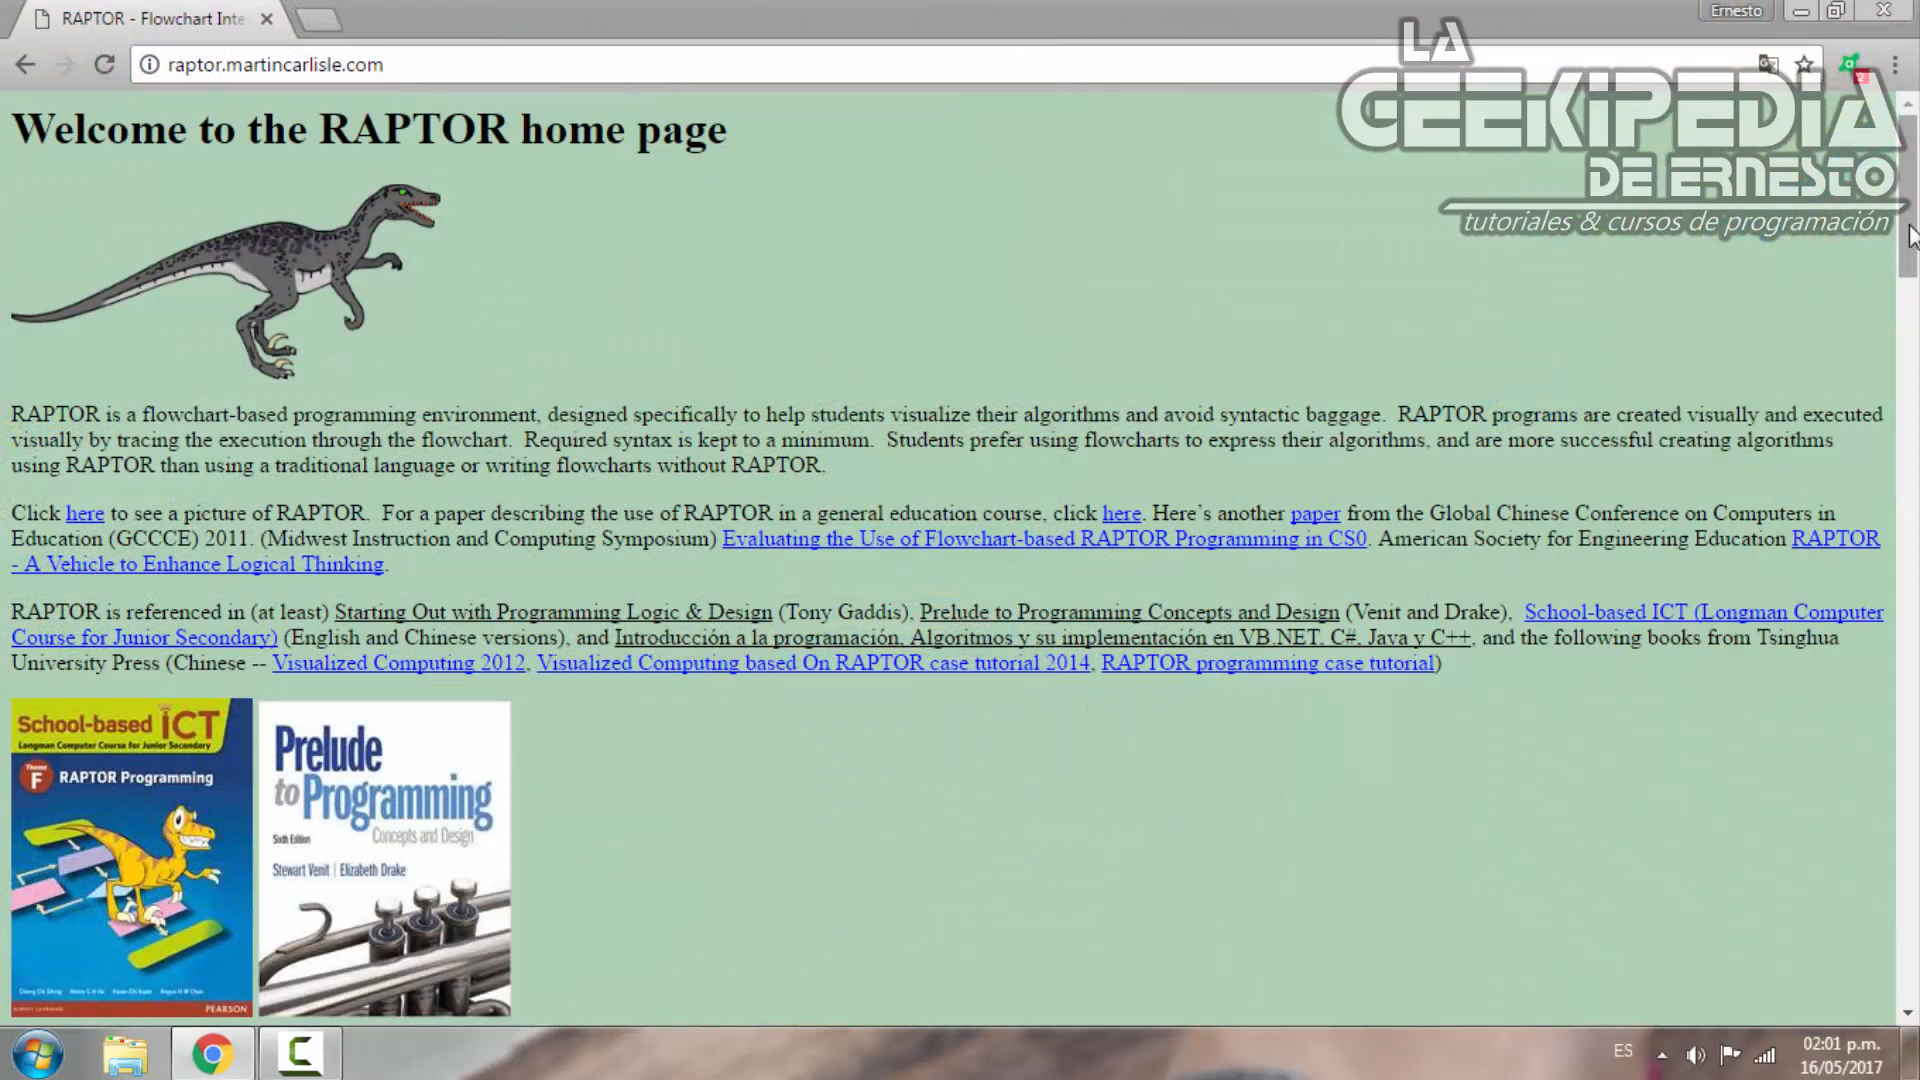 RAPTOR - Flowchart Inte
Ernesto
raptor.martincarlisle.com
LA
GEEKIPEDIA
DE ERNESTO
tutoriales & cursos de programación
Welcome to the RAPTOR home page
RAPTOR is a flowchart-based programming environment, designed specifically to help students visualize their algorithms and avoid syntactic baggage. RAPTOR programs are created visually and executed
visually by tracing the execution through the flowchart. Required syntax is kept to a minimum. Students prefer using flowcharts to express their algorithms, and are more successful creating algorithms
using RAPTOR than using a traditional language or writing flowcharts without RAPTOR.
Click here to see a picture of RAPTOR. For a paper describing the use of RAPTOR in a general education course, click here. Here’s another paper from the Global Chinese Conference on Computers in
Education (GCCCE) 2011. (Midwest Instruction and Computing Symposium) Evaluating the Use of Flowchart-based RAPTOR Programming in CS0. American Society for Engineering Education RAPTOR
- A Vehicle to Enhance Logical Thinking.
RAPTOR is referenced in (at least) Starting Out with Programming Logic & Design (Tony Gaddis), Prelude to Programming Concepts and Design (Venit and Drake), School-based ICT (Longman Computer
Course for Junior Secondary) (English and Chinese versions), and Introducción a la programación, Algoritmos y su implementación en VB.NET, C#, Java y C++, and the following books from Tsinghua
University Press (Chinese -- Visualized Computing 2012, Visualized Computing based On RAPTOR case tutorial 2014, RAPTOR programming case tutorial)
School-based ICT
Longman Computer Course for Junior Secondary
Theme
F RAPTOR Programming
PEARSON
Prelude
to Programming
Sixth Edition
Concepts and Design
Stewart Venit | Elizabeth Drake
ES
02:01 p.m.
16/05/2017